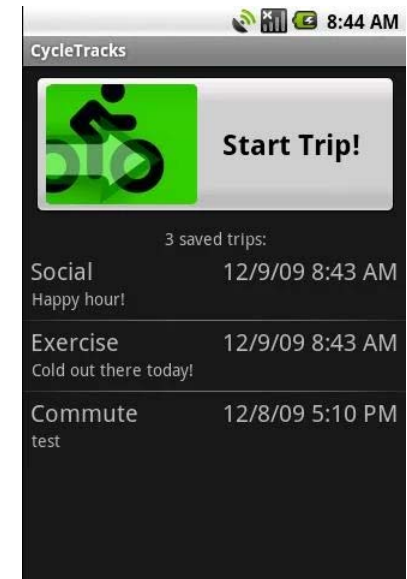 8:44 AM
CycleTracks
Start Trip!
3 saved trips:
Social 12/9/09 8:43 AM
Happy hour!
Exercise 12/9/09 8:43 AM
Cold out there today!
Commute 12/8/09 5:10 PM
test